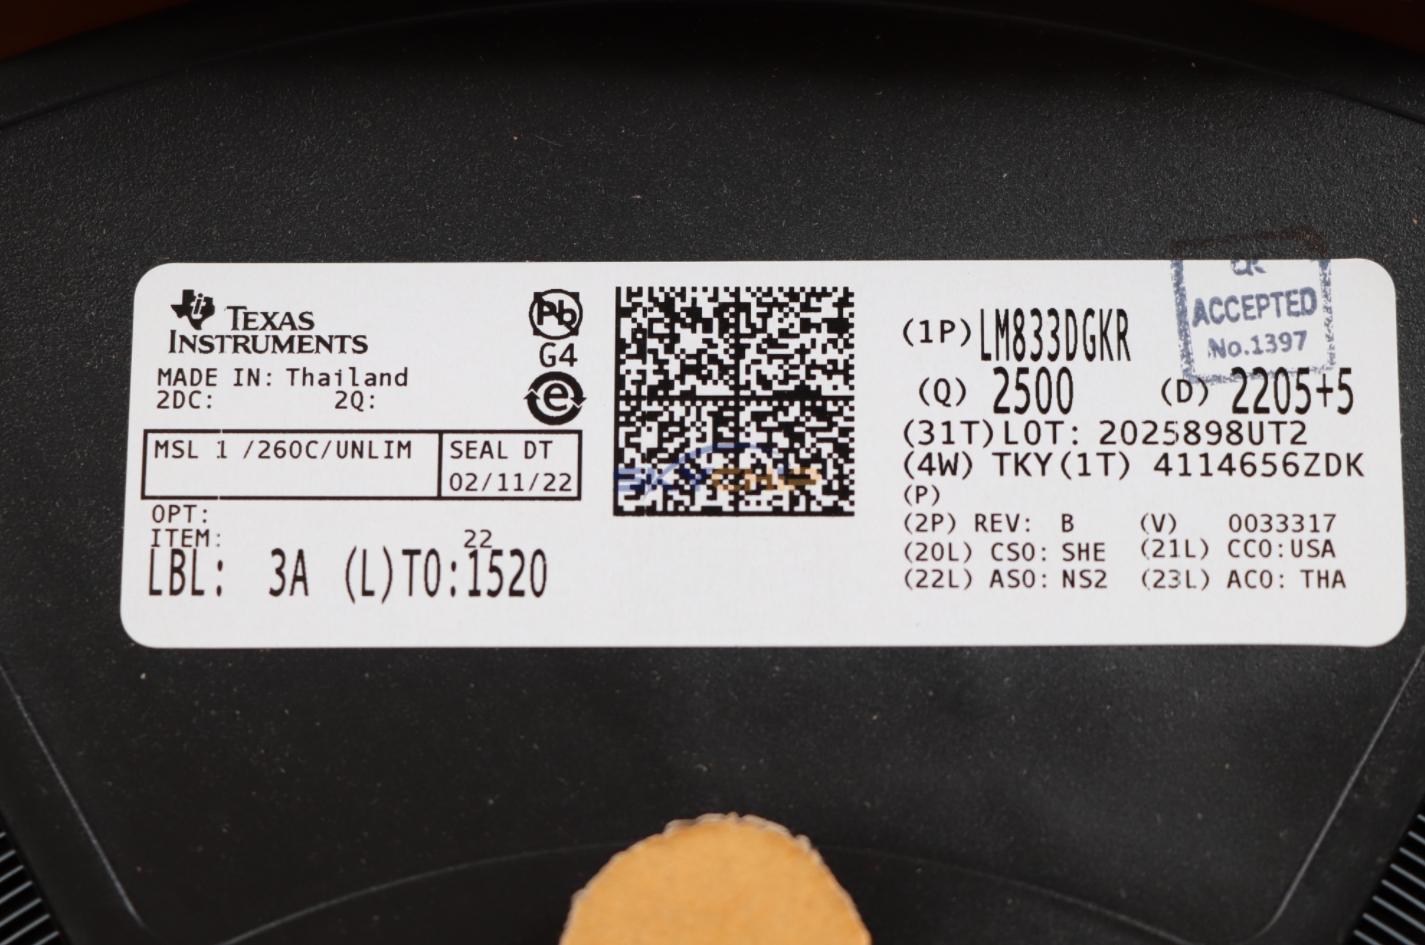 TEXAS
INSTRUMENTS
MADE IN: Thailand
2DC: 2Q:
Pb
G4
e
MSL 1 /260C/UNLIM
SEAL DT
02/11/22
OPT:
ITEM: 22
LBL: 3A (L)TO:1520
SKYCHIP
(1P) LM833DGKR
(Q) 2500 (D) 2205+5
(31T)LOT: 2025898UT2
(4W) TKY(1T) 4114656ZDK
(P)
(2P) REV: B (V) 0033317
(20L) CSO: SHE (21L) CCO:USA
(22L) ASO: NS2 (23L) ACO: THA
ACCEPTED
No.1397